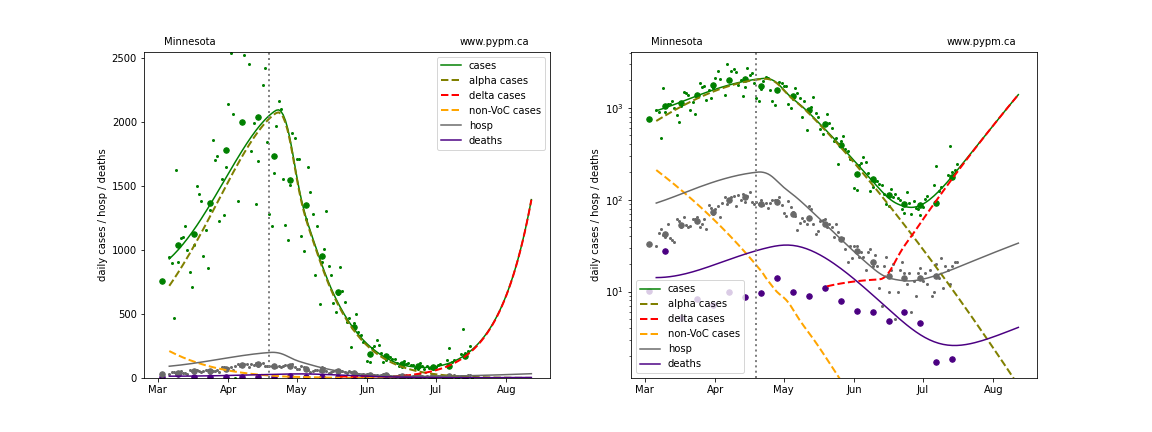 Minnesota www.pypm.ca
daily cases / hosp / deaths
2500
2000
1500
1000
500
0
cases
alpha cases
delta cases
non-VoC cases
hosp
deaths
Mar Apr May Jun Jul Aug
Minnesota www.pypm.ca
daily cases / hosp / deaths
10³
10²
10¹
cases
alpha cases
delta cases
non-VoC cases
hosp
deaths
Mar Apr May Jun Jul Aug